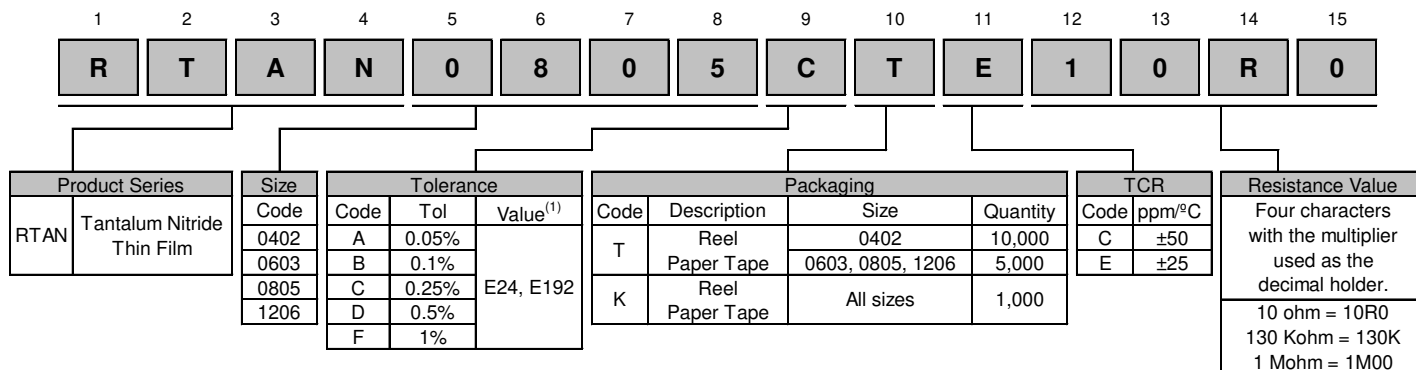 1 2 3 4 5 6 7 8 9 10 11 12 13 14 15
R T A N 0 8 0 5 C T E 1 0 R 0
Product Series
RTAN Tantalum Nitride
Thin Film
Size
Code
0402
0603
0805
1206
Tolerance
Code Tol Value(1)
A 0.05%
B 0.1%
C 0.25%
D 0.5%
F 1%
E24, E192
Packaging
Code Description Size Quantity
T Reel
Paper Tape
0402 10,000
0603, 0805, 1206 5,000
K Reel
Paper Tape
All sizes 1,000
TCR
Code ppm/ºC
C ±50
E ±25
Resistance Value
Four characters
with the multiplier
used as the
decimal holder.
10 ohm = 10R0
130 Kohm = 130K
1 Mohm = 1M00